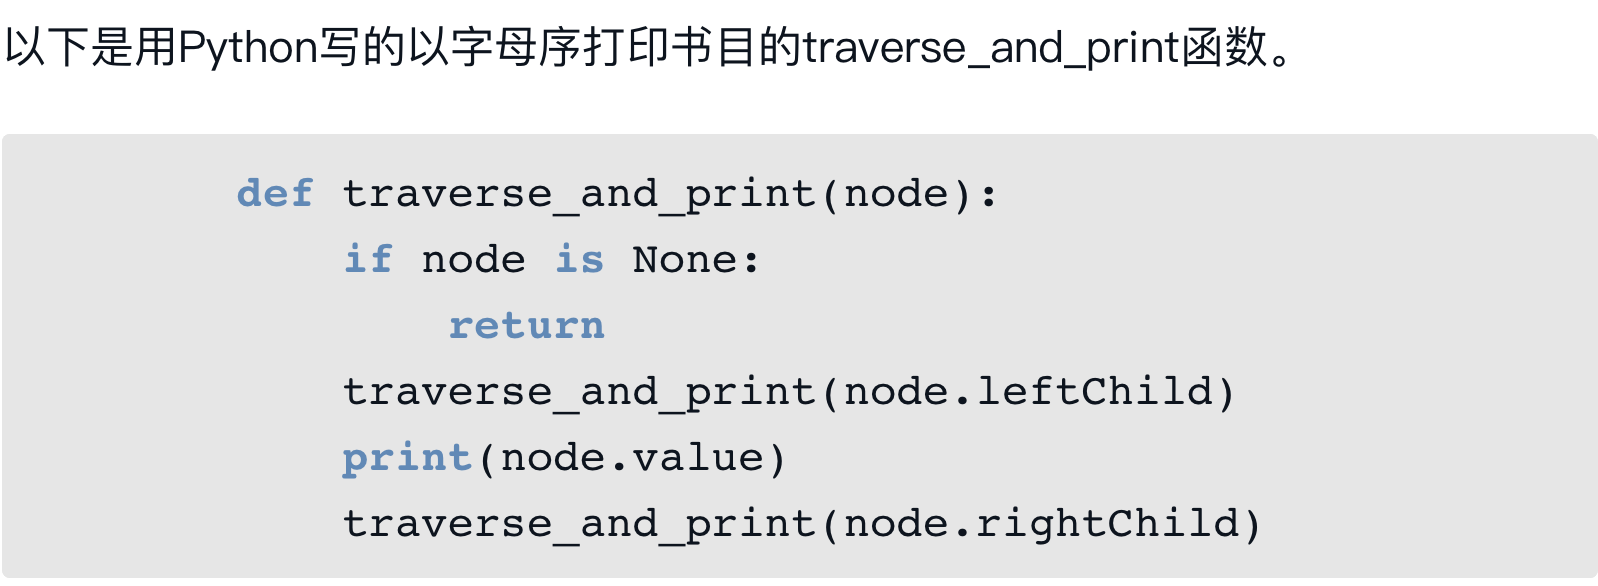 以下是用Python写的以字母序打印书目的traverse_and_print函数。
def traverse_and_print(node):
    if node is None:
        return
    traverse_and_print(node.leftChild)
    print(node.value)
    traverse_and_print(node.rightChild)